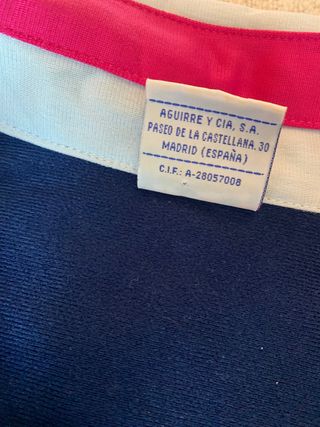 AGUIRRE Y CIA, S.A.
PASEO DE LA CASTELLANA. 30
MADRID (ESPAÑA)
C.I.F.: A-28057008